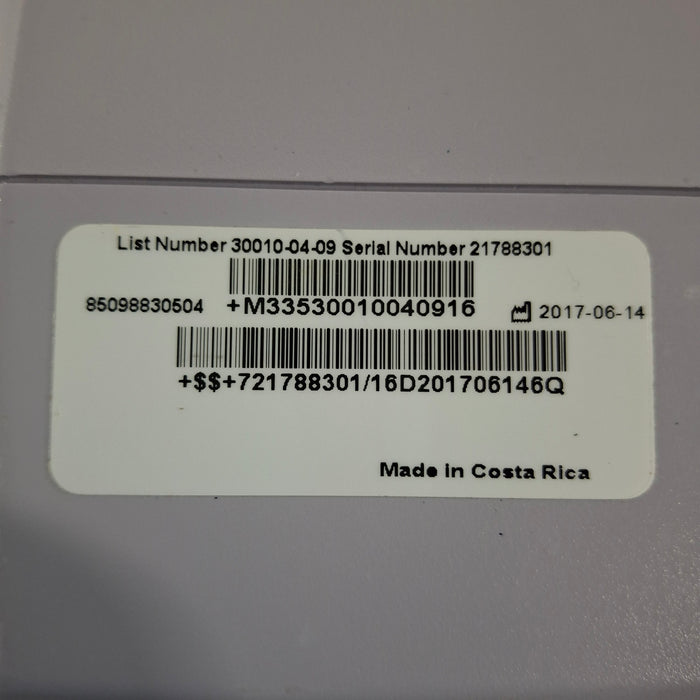 List Number 30010-04-09 Serial Number 21788301
85098830504 +M33530010040916 2017-06-14
+$$+721788301/16D201706146Q
Made in Costa Rica